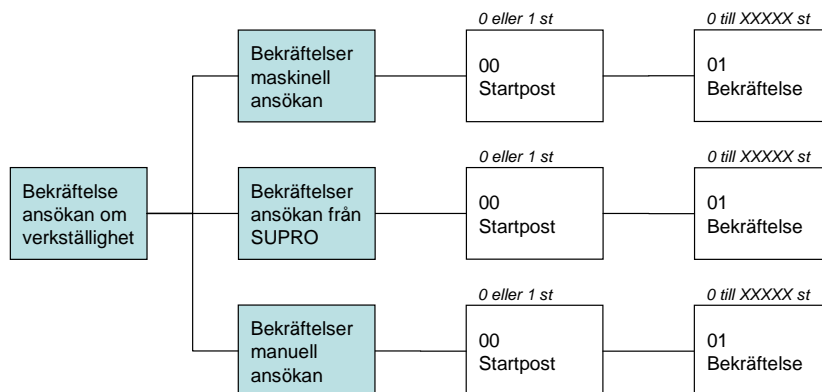 0 eller 1 st
0 till XXXXX st
Bekräftelser
maskinell
ansökan
00
Startpost
01
Bekräftelse
0 eller 1 st
0 till XXXXX st
Bekräftelse
ansökan om
verkställighet
Bekräftelser
ansökan från
SUPRO
00
Startpost
01
Bekräftelse
0 eller 1 st
0 till XXXXX st
Bekräftelser
manuell
ansökan
00
Startpost
01
Bekräftelse